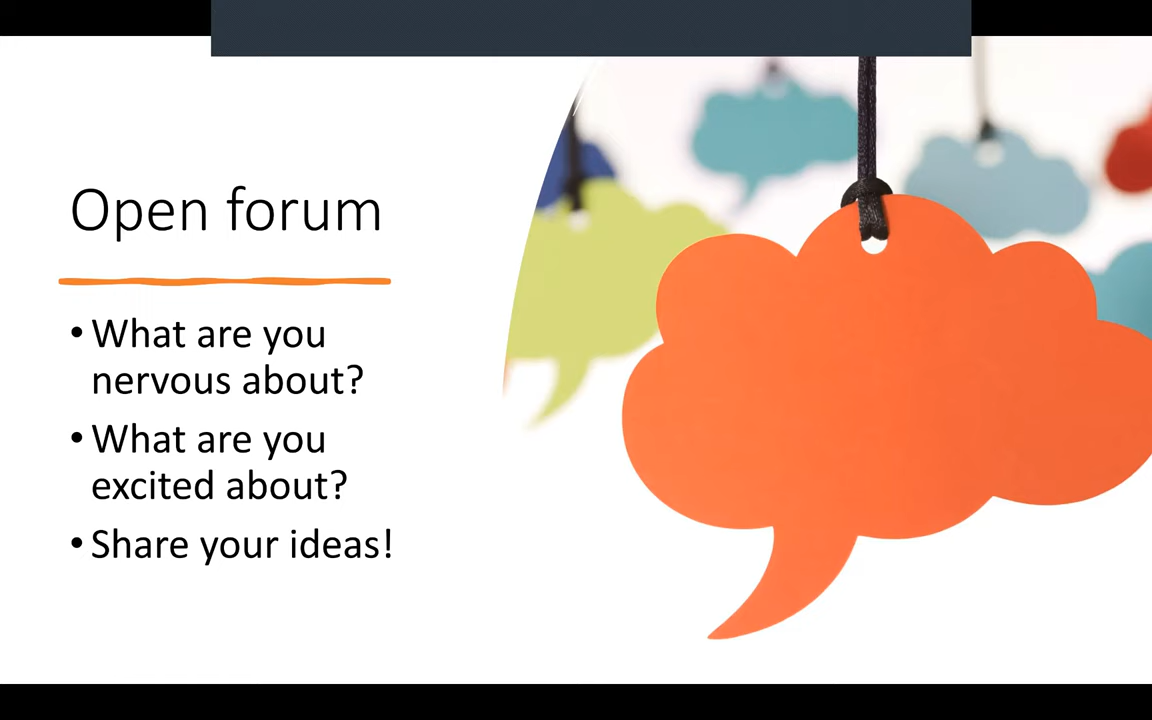 Open forum
• What are you
nervous about?
• What are you
excited about?
• Share your ideas!